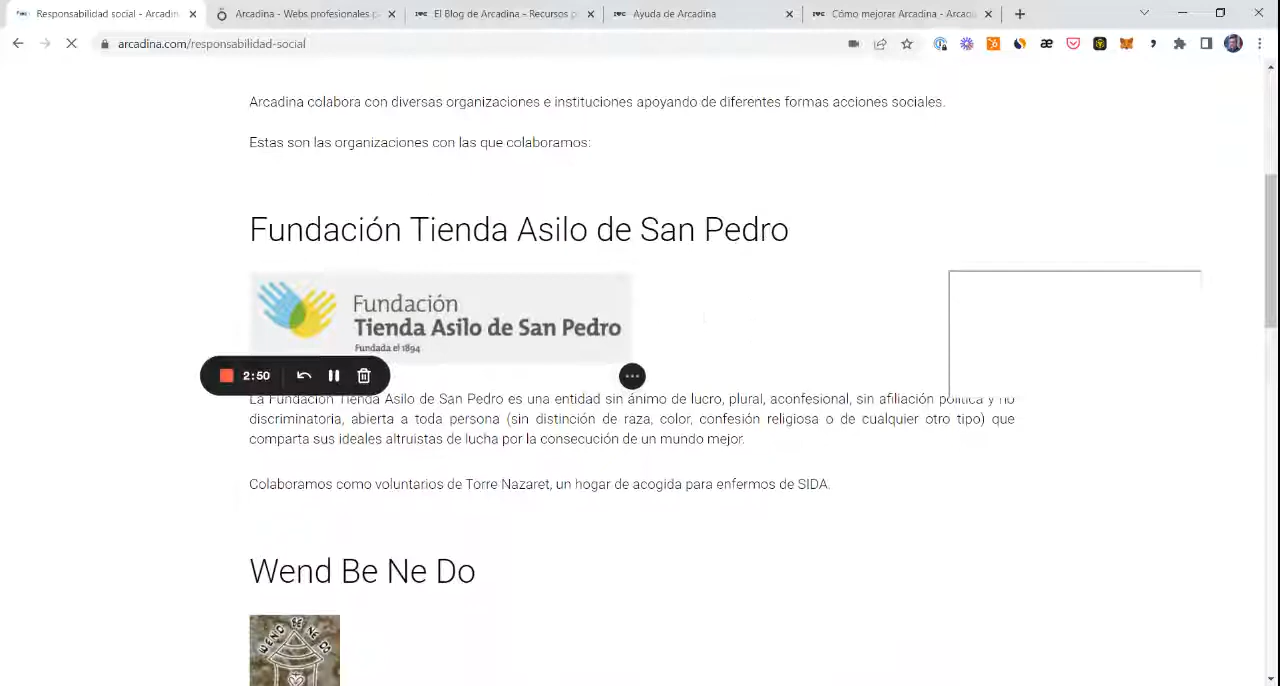 Responsabilidad social - Arcadin
Arcadina - Webs profesionales p
El Blog de Arcadina – Recursos p
Ayuda de Arcadina
Cómo mejorar Arcadina - Arcad
arcadina.com/responsabilidad-social
Arcadina colabora con diversas organizaciones e instituciones apoyando de diferentes formas acciones sociales.
Estas son las organizaciones con las que colaboramos:
Fundación Tienda Asilo de San Pedro
Fundación
Tienda Asilo de San Pedro
Fundada el 1894
2:50
La Fundación Tienda Asilo de San Pedro es una entidad sin ánimo de lucro, plural, aconfesional, sin afiliación política y no
discriminatoria, abierta a toda persona (sin distinción de raza, color, confesión religiosa o de cualquier otro tipo) que
comparta sus ideales altruistas de lucha por la consecución de un mundo mejor.
Colaboramos como voluntarios de Torre Nazaret, un hogar de acogida para enfermos de SIDA.
Wend Be Ne Do
WEND BE NE DO